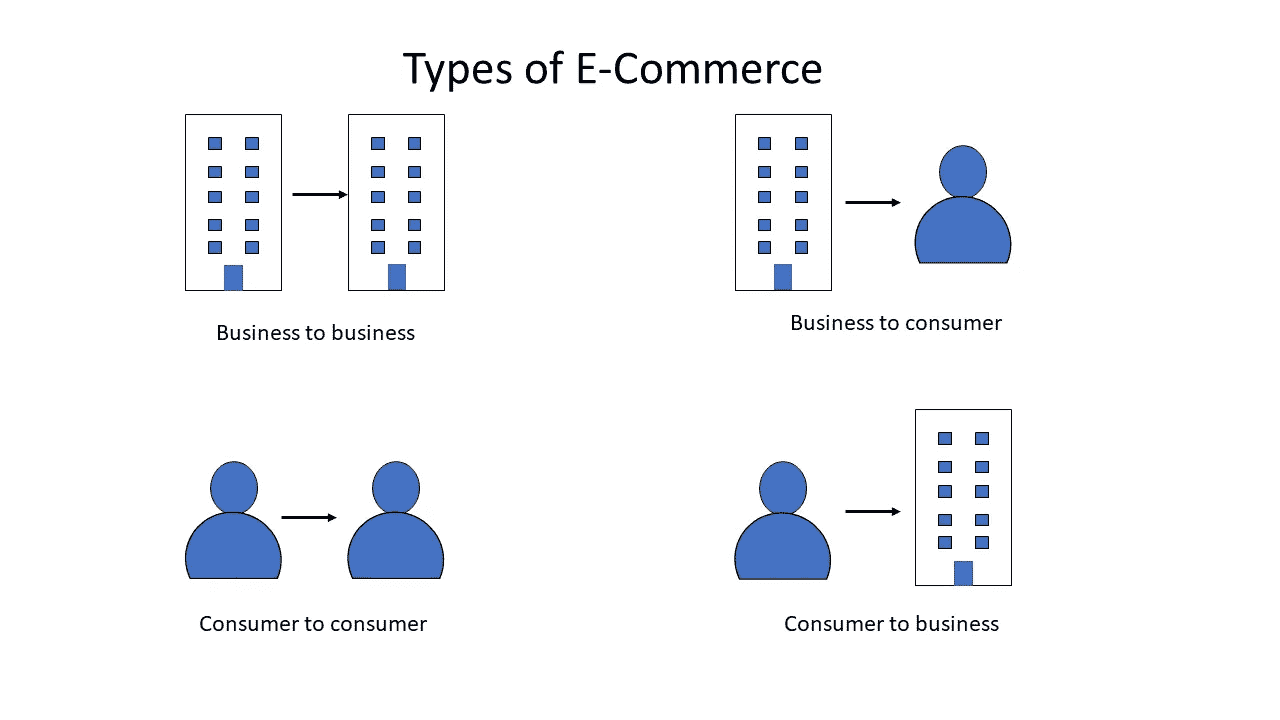 Types of E-Commerce
Business to business
Business to consumer
Consumer to consumer
Consumer to business